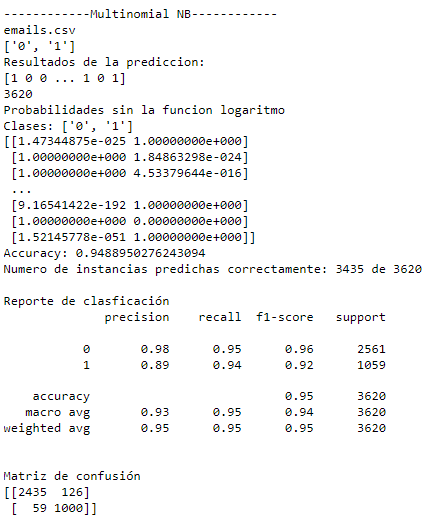 ------------Multinomial NB------------
emails.csv
['0', '1']
Resultados de la prediccion:
[1 0 0 ... 1 0 1]
3620
Probabilidades sin la funcion logaritmo
Clases: ['0', '1']
[[1.47344875e-025 1.00000000e+000]
[1.00000000e+000 1.84863298e-024]
[1.00000000e+000 4.53379644e-016]
...
[9.16541422e-192 1.00000000e+000]
[1.00000000e+000 0.00000000e+000]
[1.52145778e-051 1.00000000e+000]]
Accuracy: 0.9488950276243094
Numero de instancias predichas correctamente: 3435 de 3620
Reporte de clasficación
precision recall f1-score support
0 0.98 0.95 0.96 2561
1 0.89 0.94 0.92 1059
accuracy 0.95 3620
macro avg 0.93 0.95 0.94 3620
weighted avg 0.95 0.95 0.95 3620
Matriz de confusión
[[2435 126]
[ 59 1000]]